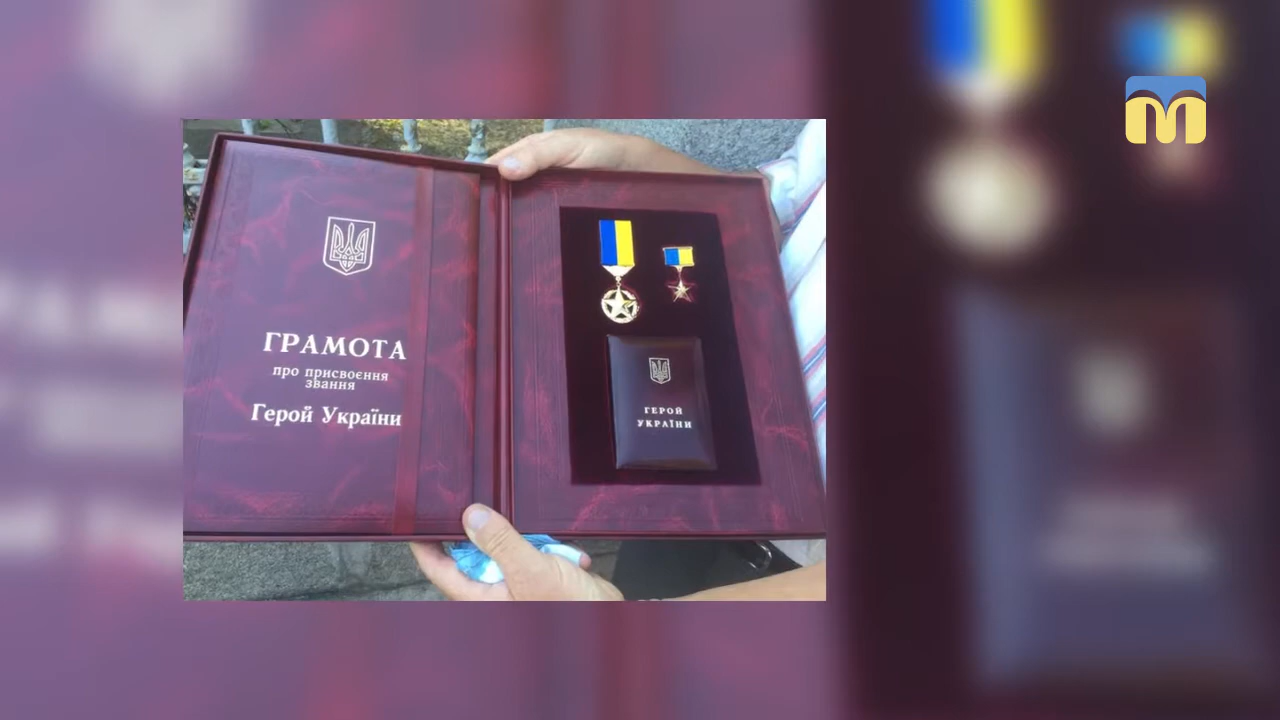 ГРАМОТА
про присвоєння
звання
Герой України
ГЕРОЙ
УКРАЇНИ